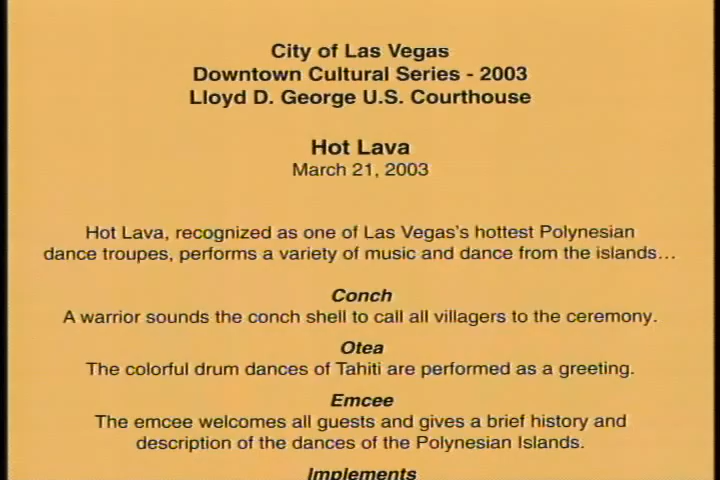 City of Las Vegas
Downtown Cultural Series - 2003
Lloyd D. George U.S. Courthouse
Hot Lava
March 21, 2003
Hot Lava, recognized as one of Las Vegas's hottest Polynesian
dance troupes, performs a variety of music and dance from the islands…
Conch
A warrior sounds the conch shell to call all villagers to the ceremony.
Otea
The colorful drum dances of Tahiti are performed as a greeting.
Emcee
The emcee welcomes all guests and gives a brief history and
description of the dances of the Polynesian Islands.
Implements